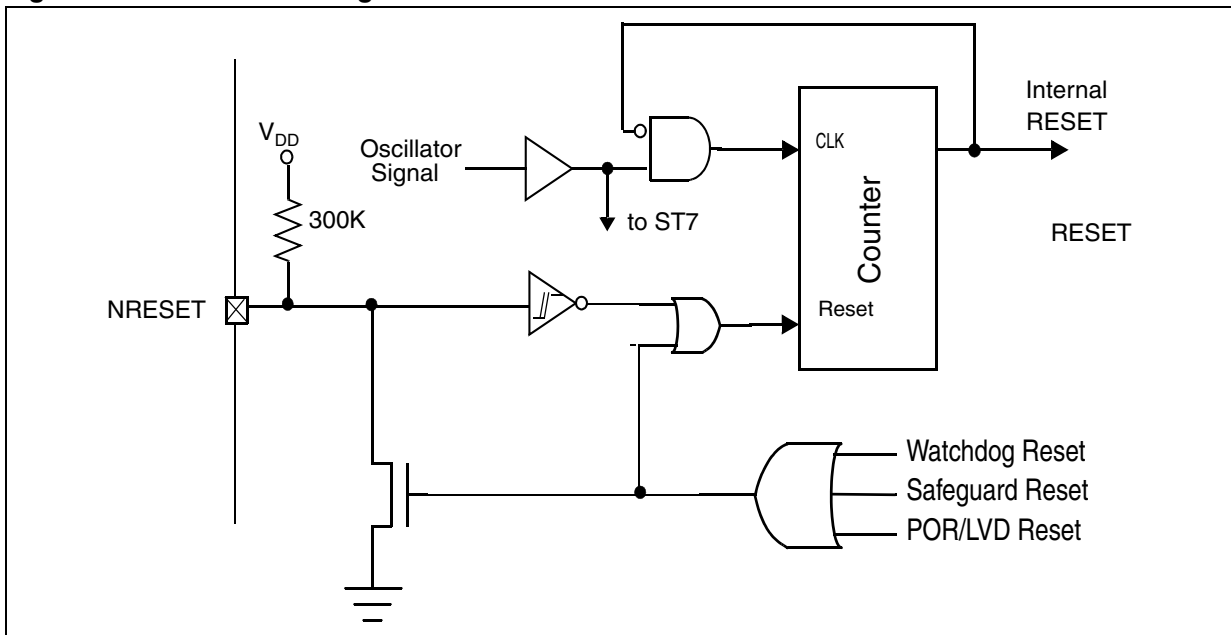 V_DD
300K
NRESET
Oscillator
Signal
to ST7
CLK
Counter
Reset
Internal
RESET
RESET
Watchdog Reset
Safeguard Reset
POR/LVD Reset